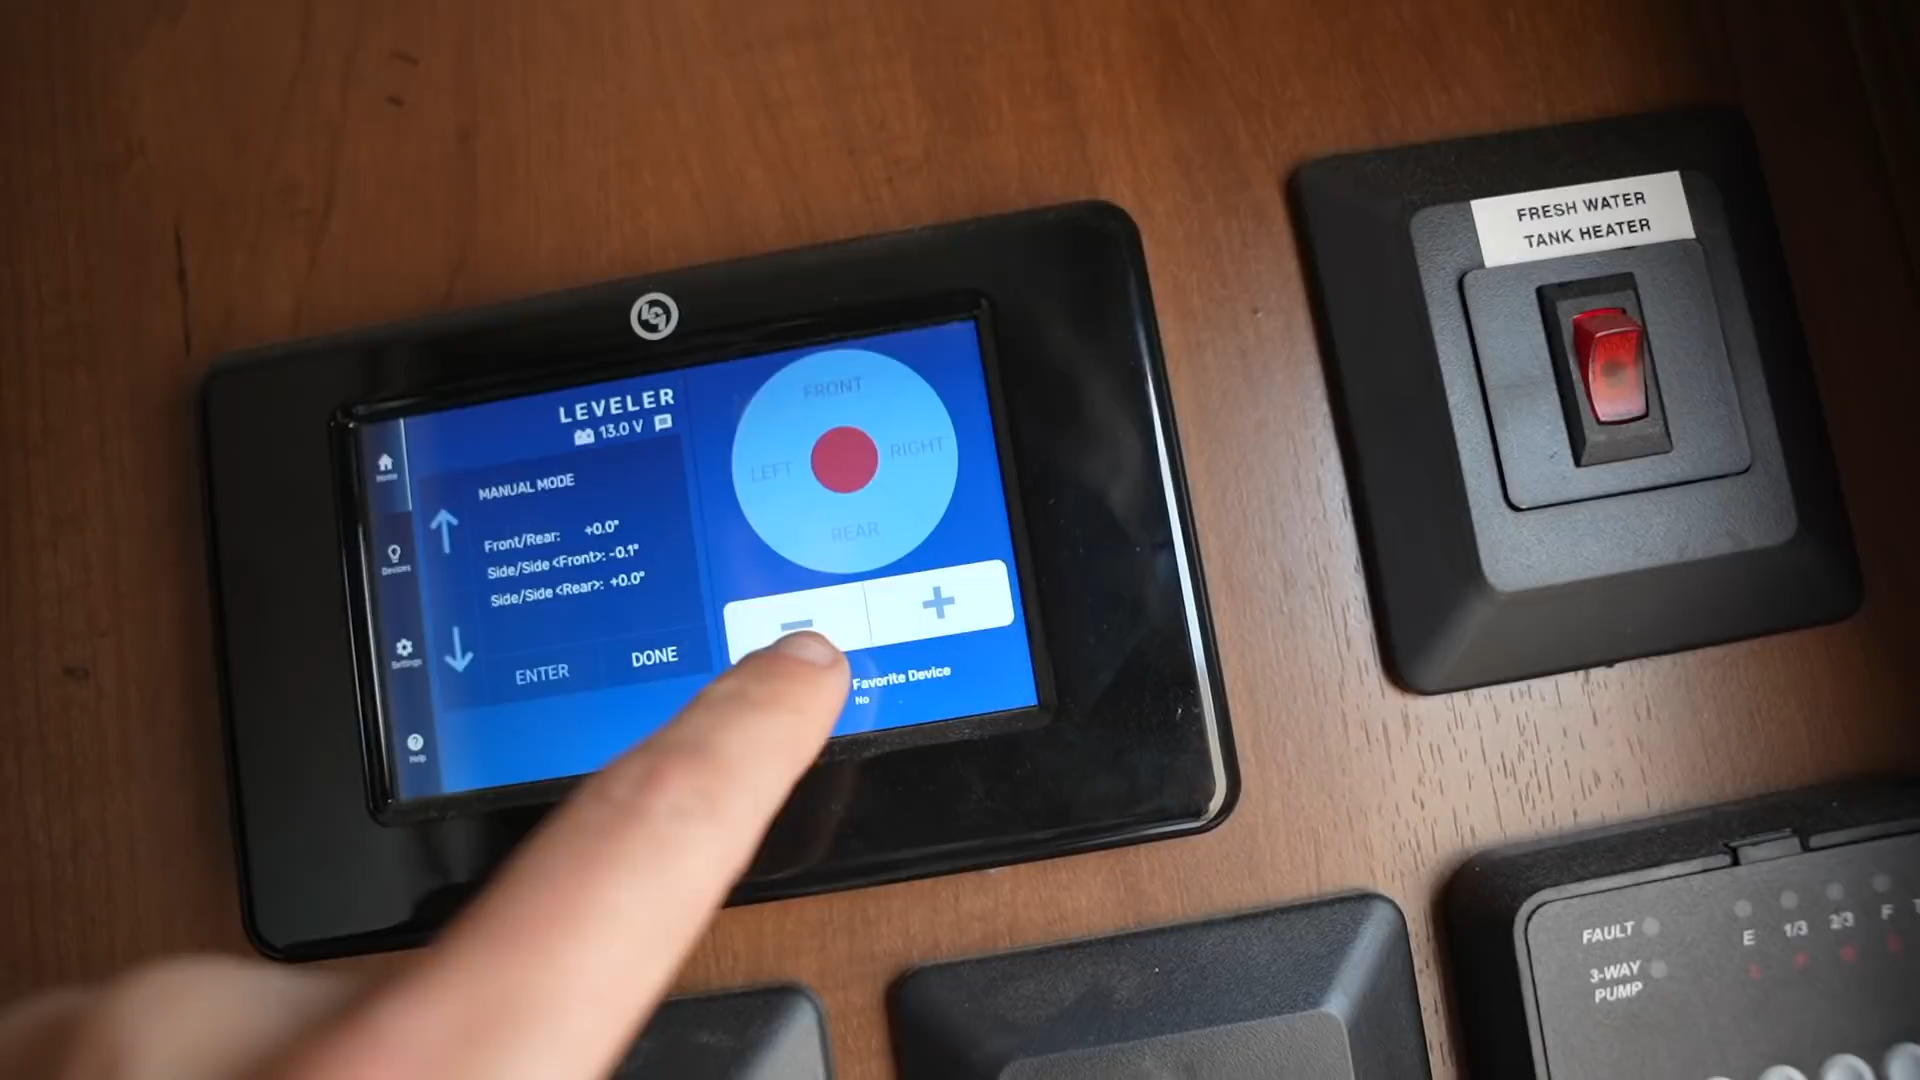 LEVELER
13.0 V
Home
Devices
Settings
Help
MANUAL MODE
Front/Rear: +0.0°
Side/Side <Front>: -0.1°
Side/Side <Rear>: +0.0°
ENTER DONE
FRONT
LEFT RIGHT
REAR
− +
Favorite Device
No
FRESH WATER
TANK HEATER
FAULT
3-WAY
PUMP
E 1/3 2/3 F